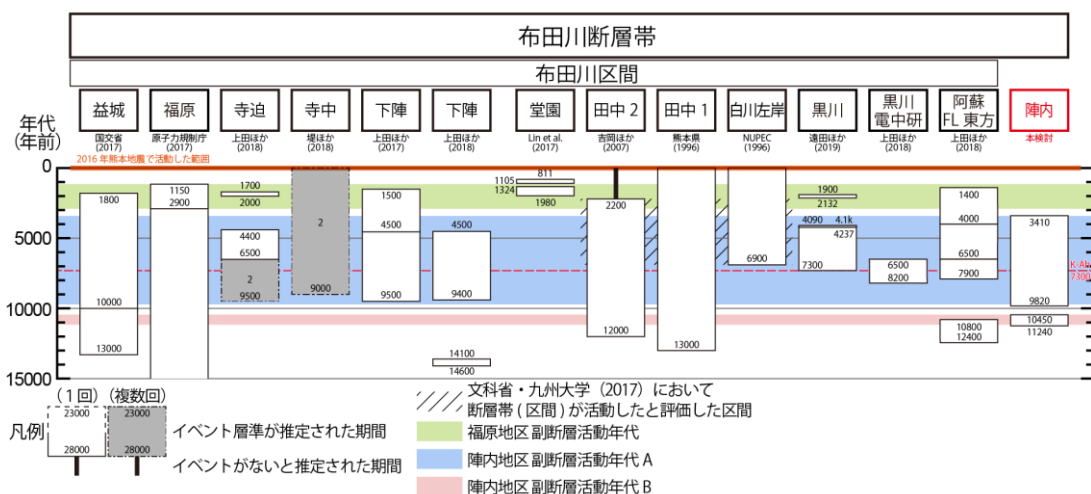 布田川断層帯
布田川区間
益城 福原 寺迫 寺中 下陣 下陣 堂園 田中2 田中1 白川左岸 黒川 黒川電中研 阿蘇FL東方 陣内
国交省(2017) 原子力規制庁(2017) 上田ほか(2018) 堤ほか(2018) 上田ほか(2017) 上田ほか(2018) Lin et al.(2017) 吉岡ほか(2007) 熊本県(1996) NUPEC(1996) 遠田ほか(2019) 上田ほか(2018) 上田ほか(2018) 本検討
年代
(年前)
2016年熊本地震で活動した範囲
0
5000
10000
15000
1800
10000
13000
1150
2900
1700
2000
4400
6500
2
9500
2
9000
1500
4500
9500
4500
9400
14100
14600
811
1105
1324
1980
2200
12000
13000
6900
1900
2132
4090 4.1k
4237
7300
6500
8200
1400
4000
6500
7900
10800
12400
3410
9820
10450
11240
K-Ah
7300
凡例
(1回) (複数回)
23000 23000
28000 28000
イベント層準が推定された期間
イベントがないと推定された期間
文科省・九州大学(2017)において
断層帯(区間)が活動したと評価した区間
福原地区 副断層活動年代
陣内地区 副断層活動年代 A
陣内地区 副断層活動年代 B